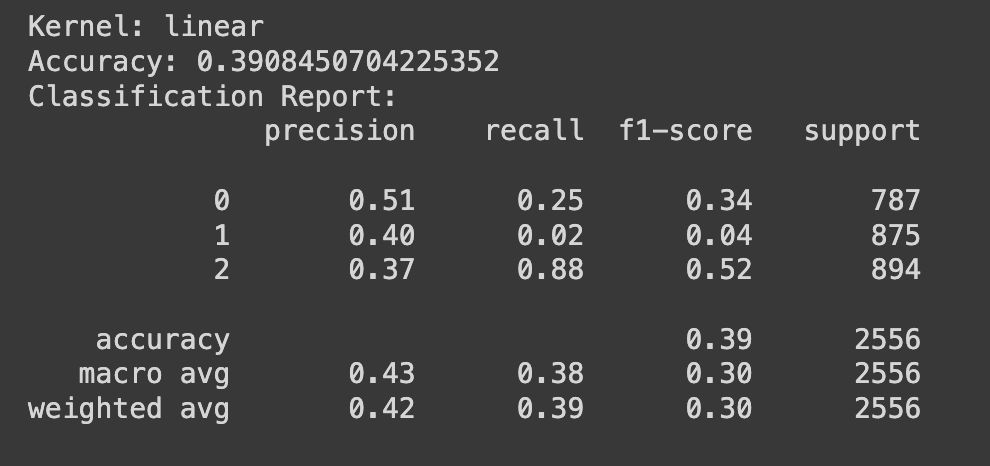 Kernel: linear
Accuracy: 0.3908450704225352
Classification Report:
precision recall f1-score support
0 0.51 0.25 0.34 787
1 0.40 0.02 0.04 875
2 0.37 0.88 0.52 894
accuracy 0.39 2556
macro avg 0.43 0.38 0.30 2556
weighted avg 0.42 0.39 0.30 2556